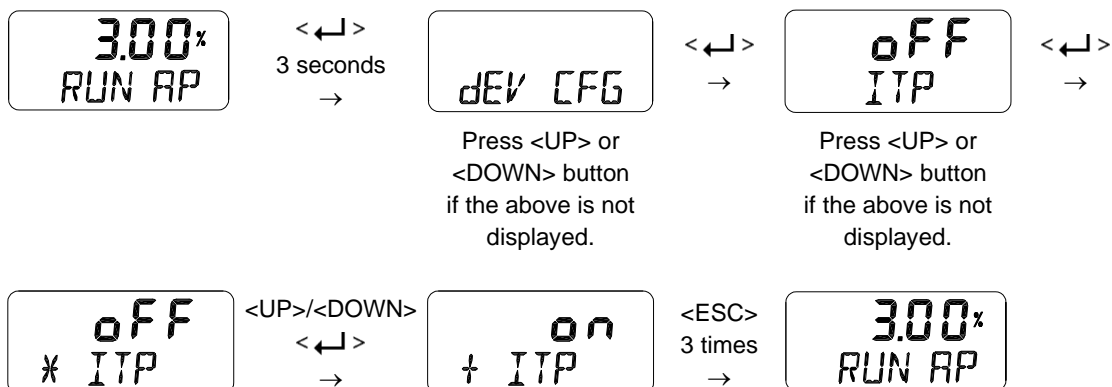 3.00%
RUN AP
< ↵ >
3 seconds
→
dEV CFG
Press <UP> or
<DOWN> button
if the above is not
displayed.
< ↵ >
→
oFF
ITP
Press <UP> or
<DOWN> button
if the above is not
displayed.
< ↵ >
→
oFF
* ITP
<UP>/<DOWN>
< ↵ >
→
on
+ ITP
<ESC>
3 times
→
3.00%
RUN AP